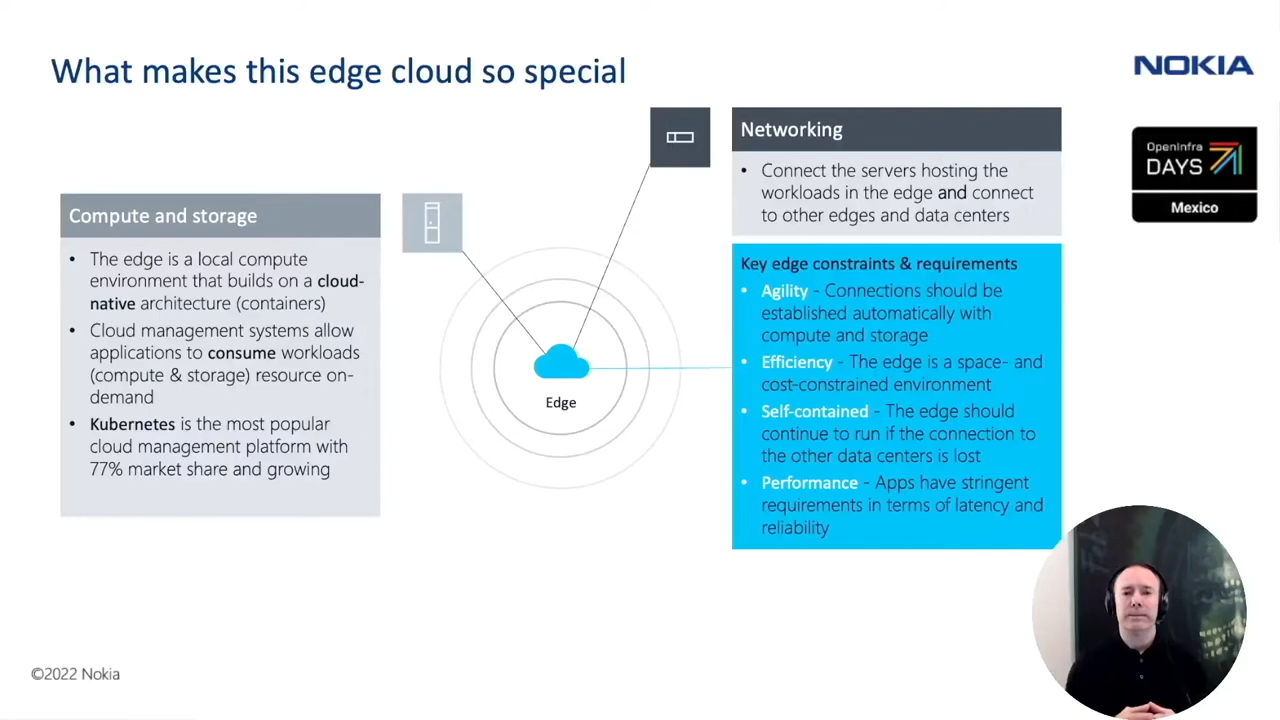 What makes this edge cloud so special
NOKIA
OpenInfra
DAYS
Mexico
Compute and storage
• The edge is a local compute
environment that builds on a cloud-
native architecture (containers)
• Cloud management systems allow
applications to consume workloads
(compute & storage) resource on-
demand
• Kubernetes is the most popular
cloud management platform with
77% market share and growing
Edge
Networking
• Connect the servers hosting the
workloads in the edge and connect
to other edges and data centers
Key edge constraints & requirements
• Agility - Connections should be
established automatically with
compute and storage
• Efficiency - The edge is a space- and
cost-constrained environment
• Self-contained - The edge should
continue to run if the connection to
the other data centers is lost
• Performance - Apps have stringent
requirements in terms of latency and
reliability
©2022 Nokia